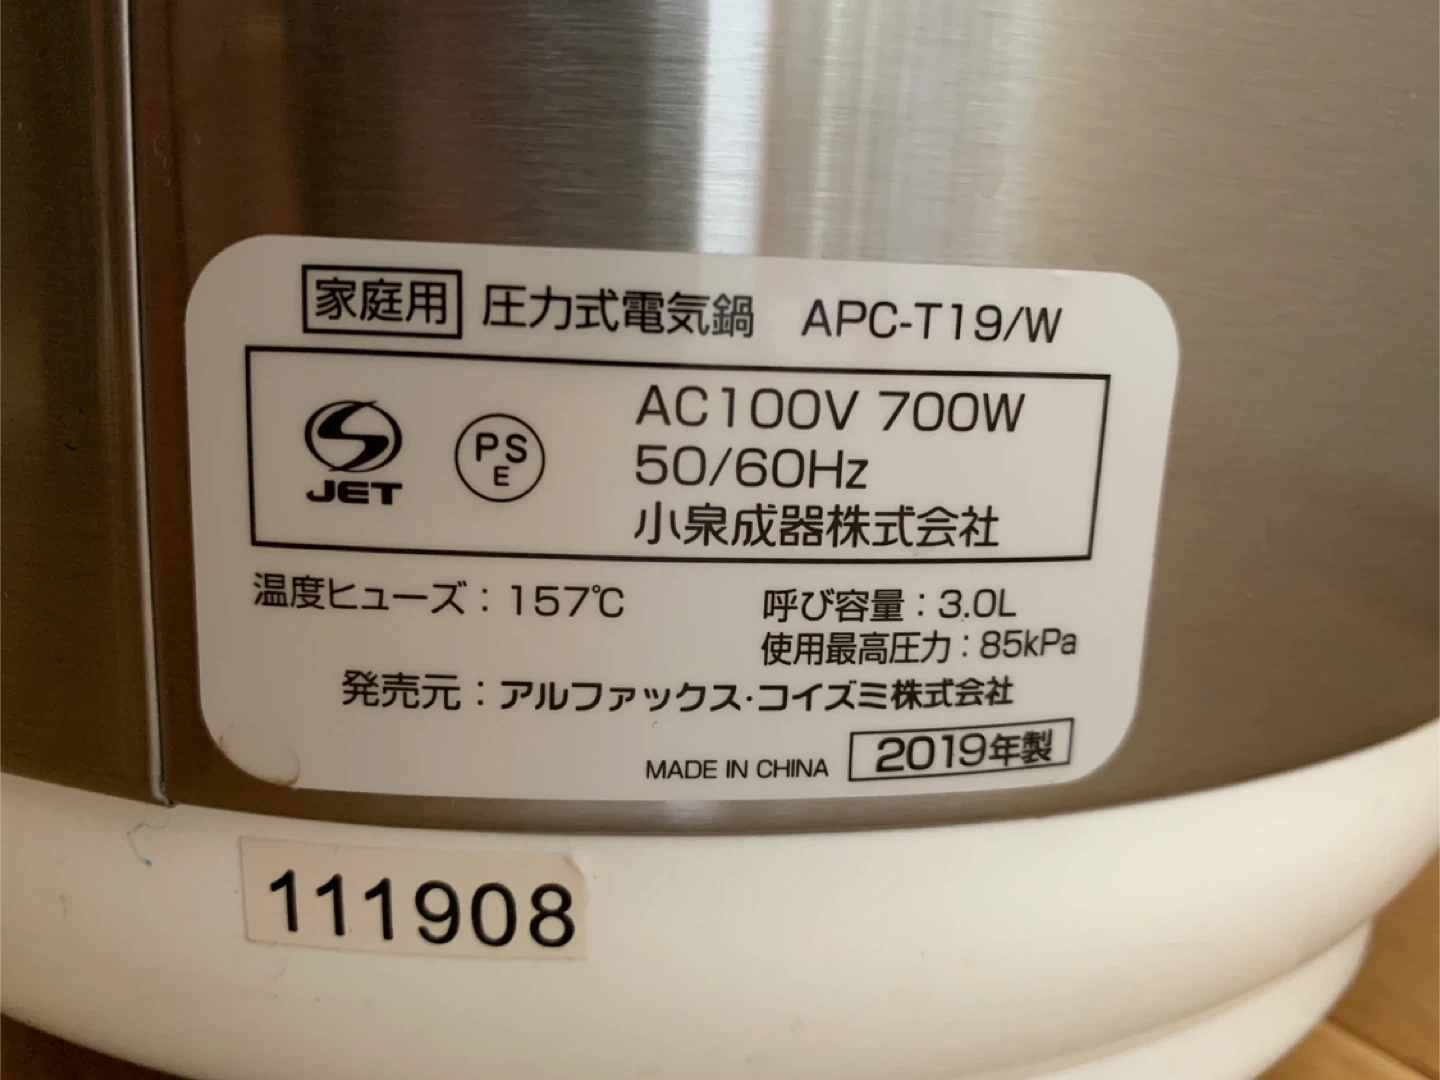 家庭用 圧力式電気鍋 APC-T19/W
JET
PS
E
AC100V 700W
50/60Hz
小泉成器株式会社
温度ヒューズ：157℃
呼び容量：3.0L
使用最高圧力：85kPa
発売元：アルファックス・コイズミ株式会社
MADE IN CHINA 2019年製
111908